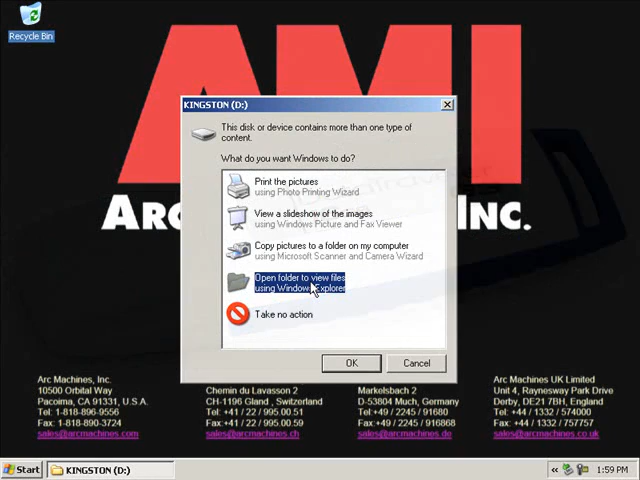 Recycle Bin
AMI
ARC
INC.
KINGSTON (D:)
This disk or device contains more than one type of
content.
What do you want Windows to do?
Print the pictures
using Photo Printing Wizard
View a slideshow of the images
using Windows Picture and Fax Viewer
Copy pictures to a folder on my computer
using Microsoft Scanner and Camera Wizard
Open folder to view files
using Windows Explorer
Take no action
OK
Cancel
Arc Machines, Inc.
10500 Orbital Way
Pacoima, CA 91331, U.S.A.
Tel: 1-818-896-9556
Fax: 1-818-890-3724
sales@arcmachines.com
Chemin du Lavasson 2
CH-1196 Gland , Switzerland
Tel: +41 / 22 / 995.00.51
Fax:+41 / 22 / 995.00.59
sales@arcmachines.ch
Markelsbach 2
D-53804 Much, Germany
Tel:+49 / 2245 / 91680
Fax:+49 / 2245 / 916868
sales@arcmachines.de
Arc Machines UK Limited
Unit 4, Raynesway Park Drive
Derby, DE21 7BH, England
Tel: +44 / 1332 / 574000
Fax: +44 / 1332 / 757757
sales@arcmachines.co.uk
Start
KINGSTON (D:)
1:59 PM